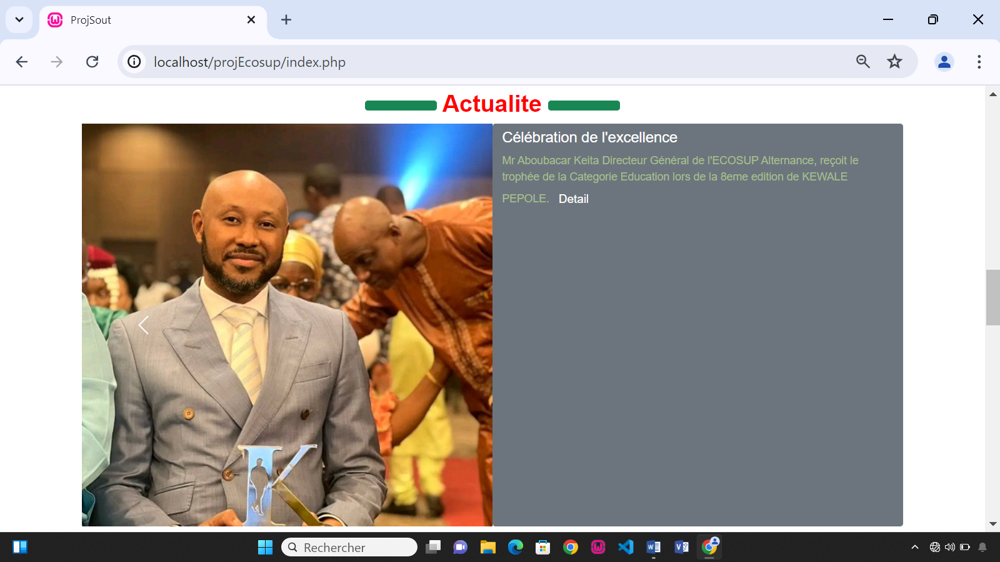 ProjSout
localhost/projEcosup/index.php
Actualite
Célébration de l'excellence
Mr Aboubacar Keita Directeur Général de l'ECOSUP Alternance, reçoit le
trophée de la Categorie Education lors de la 8eme edition de KEWALE
PEPOLE. Detail
K
Rechercher